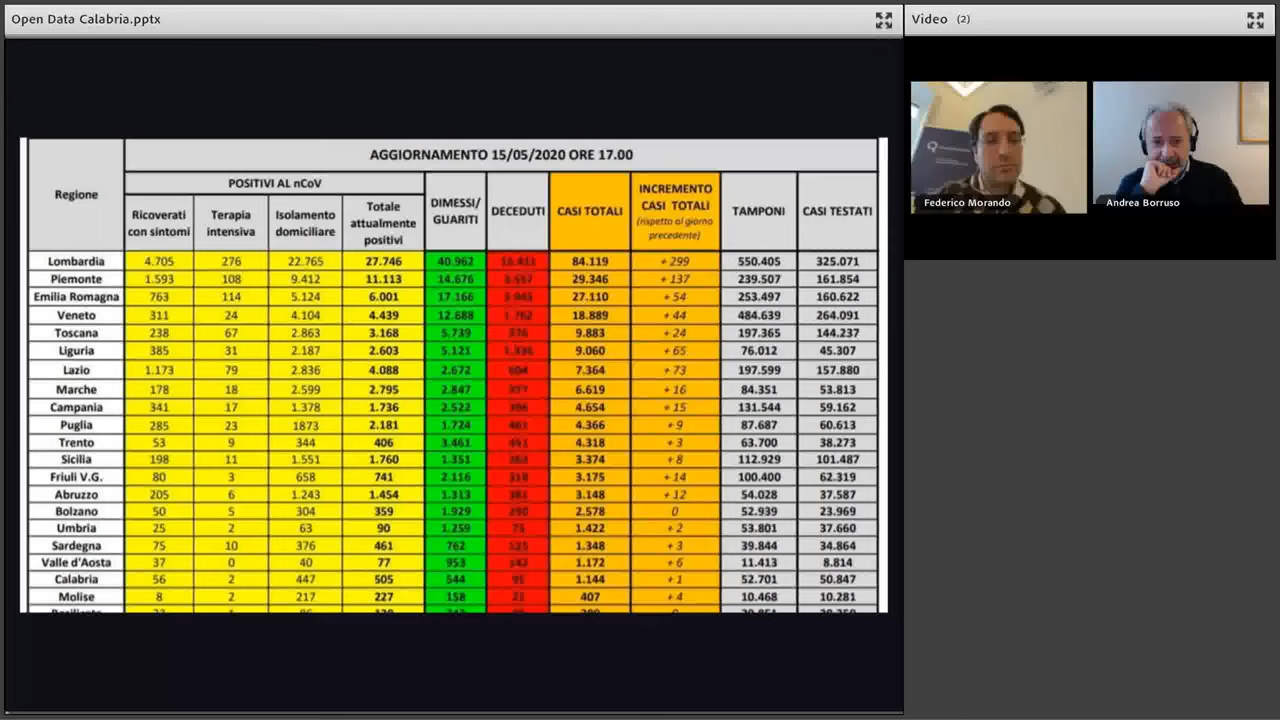 Open Data Calabria.pptx
Video (2)
Federico Morando
Andrea Borruso
AGGIORNAMENTO 15/05/2020 ORE 17.00
Regione
POSITIVI AL nCoV
Ricoverati con sintomi
Terapia intensiva
Isolamento domiciliare
Totale attualmente positivi
DIMESSI/ GUARITI
DECEDUTI
CASI TOTALI
INCREMENTO CASI TOTALI (rispetto al giorno precedente)
TAMPONI
CASI TESTATI
Lombardia 4.705 276 22.765 27.746 40.962 84.119 + 299 550.405 325.071
Piemonte 1.593 108 9.412 11.113 14.676 29.346 + 137 239.507 161.854
Emilia Romagna 763 114 5.124 6.001 17.166 27.110 + 54 253.497 160.622
Veneto 311 24 4.104 4.439 12.688 18.889 + 44 484.639 264.091
Toscana 238 67 2.863 3.168 5.739 9.883 + 24 197.365 144.237
Liguria 385 31 2.187 2.603 5.121 9.060 + 65 76.012 45.307
Lazio 1.173 79 2.836 4.088 2.672 7.364 + 73 197.599 157.880
Marche 178 18 2.599 2.795 2.847 6.619 + 16 84.351 53.813
Campania 341 17 1.378 1.736 2.522 4.654 + 15 131.544 59.162
Puglia 285 23 1873 2.181 1.724 4.366 + 9 87.687 60.613
Trento 53 9 344 406 3.461 4.318 + 3 63.700 38.273
Sicilia 198 11 1.551 1.760 1.351 3.374 + 8 112.929 101.487
Friuli V.G. 80 3 658 741 2.116 3.175 + 14 100.400 62.319
Abruzzo 205 6 1.243 1.454 1.313 3.148 + 12 54.028 37.587
Bolzano 50 5 304 359 1.929 2.578 0 52.939 23.969
Umbria 25 2 63 90 1.259 1.422 + 2 53.801 37.660
Sardegna 75 10 376 461 762 1.348 + 3 39.844 34.864
Valle d'Aosta 37 0 40 77 953 1.172 + 6 11.413 8.814
Calabria 56 2 447 505 544 1.144 + 1 52.701 50.847
Molise 8 2 217 227 158 407 + 4 10.468 10.281